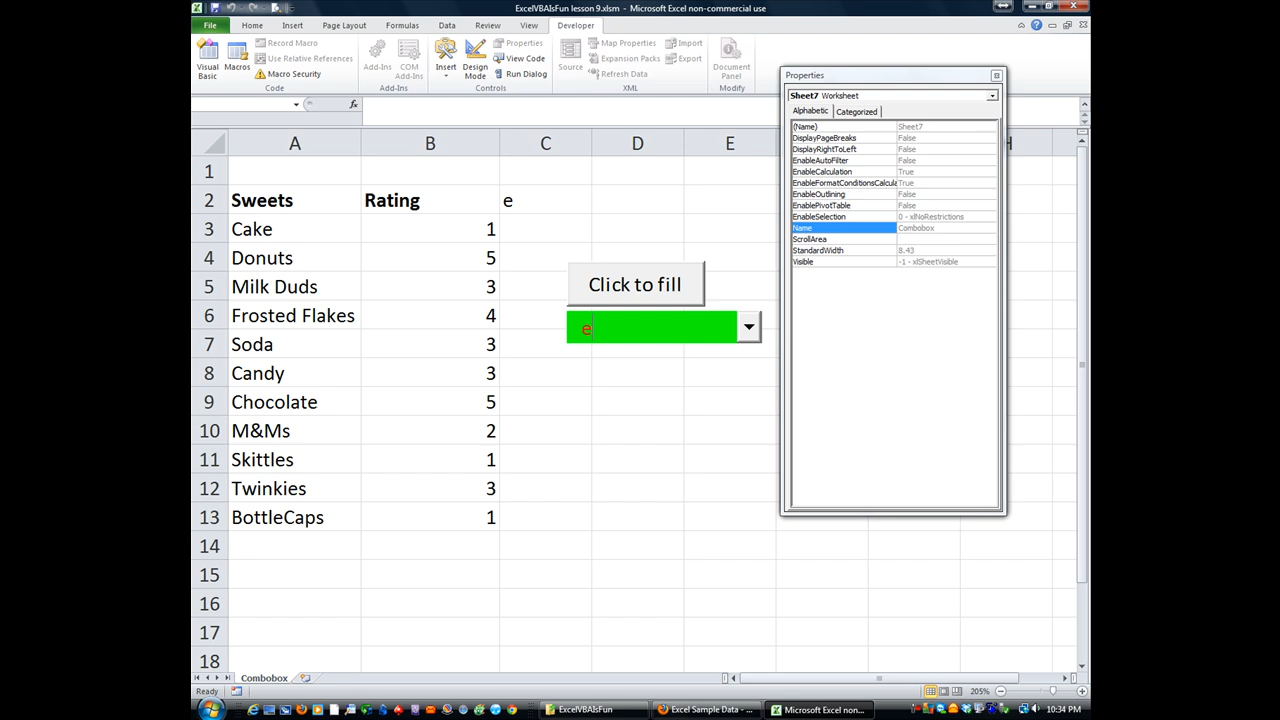 ExcelVBAIsFun lesson 9.xlsm - Microsoft Excel non-commercial use
File Home Insert Page Layout Formulas Data Review View Developer
Visual Basic
Macros
Record Macro
Use Relative References
Macro Security
Code
Add-Ins
COM Add-Ins
Add-Ins
Insert
Design Mode
Properties
View Code
Run Dialog
Controls
Source
Map Properties
Expansion Packs
Refresh Data
Import
Export
XML
Document Panel
Modify
fx
A B C D E H
1
2 Sweets Rating e
3 Cake 1
4 Donuts 5
5 Milk Duds 3
6 Frosted Flakes 4
7 Soda 3
8 Candy 3
9 Chocolate 5
10 M&Ms 2
11 Skittles 1
12 Twinkies 3
13 BottleCaps 1
14
15
16
17
18
Click to fill
e
Properties
Sheet7 Worksheet
Alphabetic Categorized
(Name) Sheet7
DisplayPageBreaks False
DisplayRightToLeft False
EnableAutoFilter False
EnableCalculation True
EnableFormatConditionsCalcula True
EnableOutlining False
EnablePivotTable False
EnableSelection 0 - xlNoRestrictions
Name Combobox
ScrollArea
StandardWidth 8.43
Visible -1 - xlSheetVisible
Combobox
Ready 205%
ExcelVBAIsFun Excel Sample Data - ... Microsoft Excel non... 10:34 PM